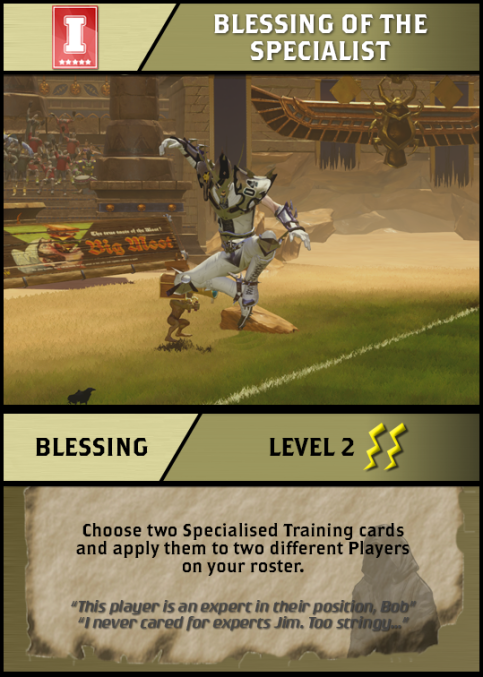 I
BLESSING OF THE
SPECIALIST
04
Big Moot
BLESSING
LEVEL 2
Choose two Specialised Training cards
and apply them to two different Players
on your roster.
"This player is an expert in their position, Bob"
"I never cared for experts Jim. Too stringy..."